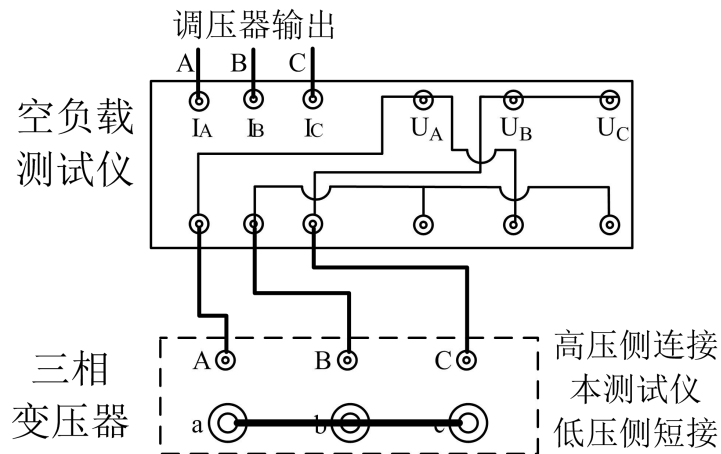 调压器输出
A B C
空负载
测试仪
IA IB IC UA UB UC
三相
变压器
A B C
a b c
高压侧连接
本测试仪
低压侧短接